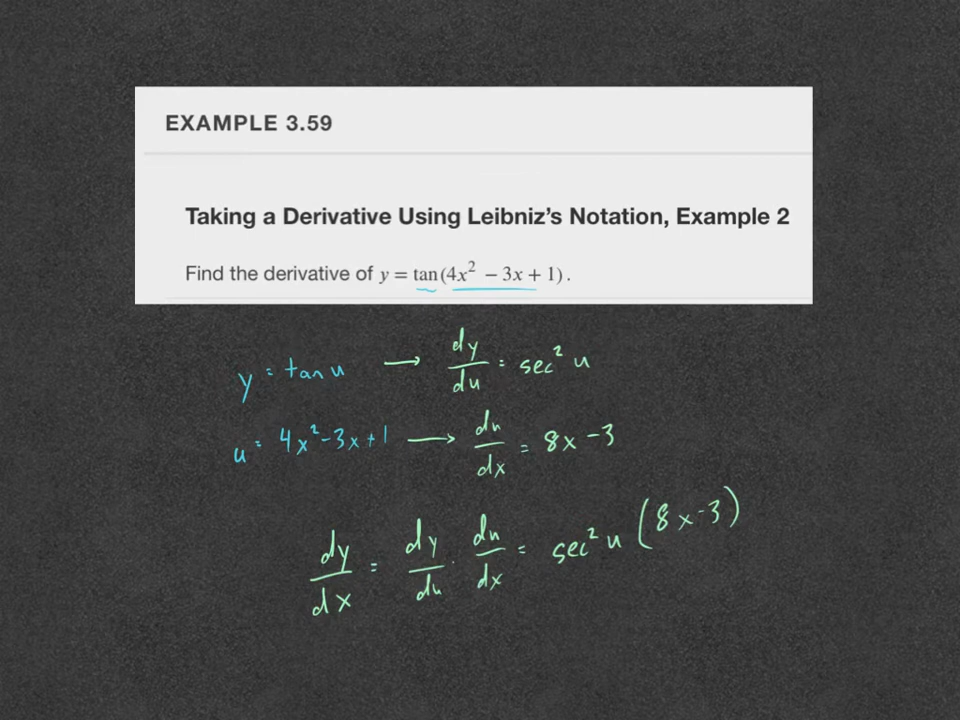 EXAMPLE 3.59
Taking a Derivative Using Leibniz's Notation, Example 2
Find the derivative of y = tan(4x² − 3x + 1).
y = tan u → dy/du = sec² u
u = 4x²-3x+1 → du/dx = 8x-3
dy/dx = dy/du · du/dx = sec² u (8x-3)